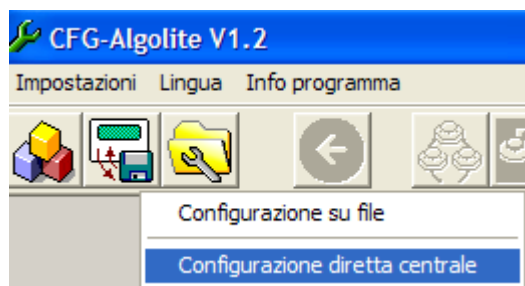 CFG-Algolite V1.2
Impostazioni Lingua Info programma
Configurazione su file
Configurazione diretta centrale